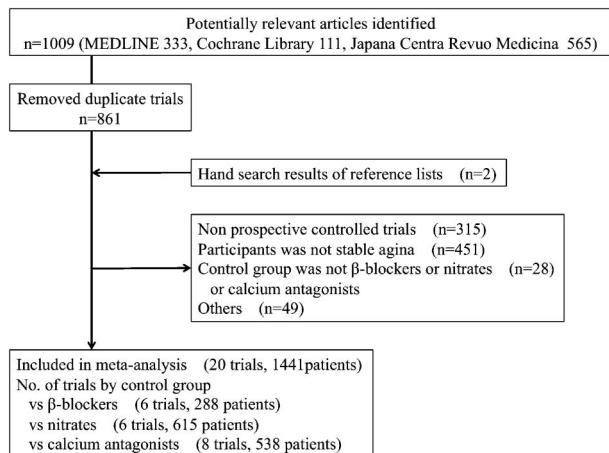 Potentially relevant articles identified
n=1009 (MEDLINE 333, Cochrane Library 111, Japana Centra Revuo Medicina 565)
Removed duplicate trials
n=861
Hand search results of reference lists (n=2)
Non prospective controlled trials (n=315)
Participants was not stable agina (n=451)
Control group was not β-blockers or nitrates (n=28)
or calcium antagonists
Others (n=49)
Included in meta-analysis (20 trials, 1441patients)
No. of trials by control group
vs β-blockers (6 trials, 288 patients)
vs nitrates (6 trials, 615 patients)
vs calcium antagonists (8 trials, 538 patients)